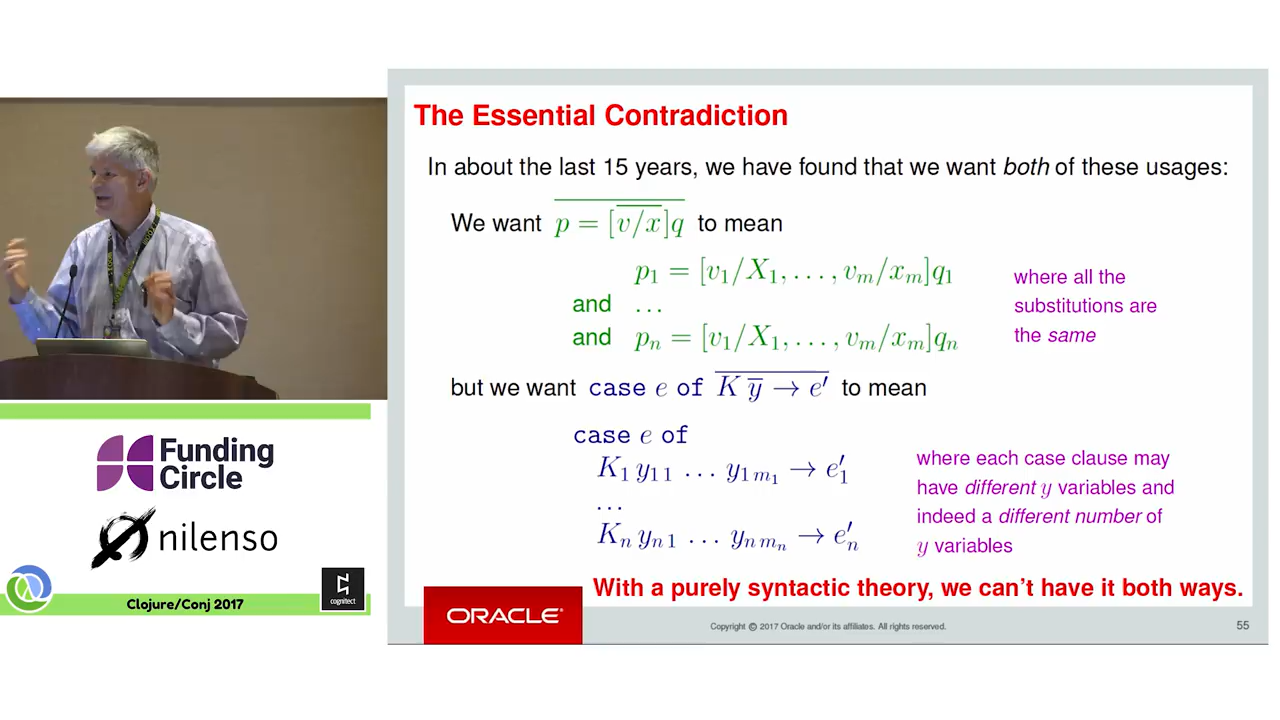 The Essential Contradiction
In about the last 15 years, we have found that we want both of these usages:
We want p = [v/x]q to mean
p₁ = [v₁/X₁, . . . , vₘ/xₘ]q₁
and . . .
and pₙ = [v₁/X₁, . . . , vₘ/xₘ]qₙ
where all the
substitutions are
the same
but we want case e of K y → e′ to mean
case e of
K₁ y₁ ₁ . . . y₁ ₘ₁ → e′₁
. . .
Kₙ yₙ ₁ . . . yₙ ₘₙ → e′ₙ
where each case clause may
have different y variables and
indeed a different number of
y variables
With a purely syntactic theory, we can't have it both ways.
ORACLE®
Copyright © 2017 Oracle and/or its affiliates. All rights reserved.
55
Funding
Circle
nilenso
Clojure/Conj 2017
cognitect